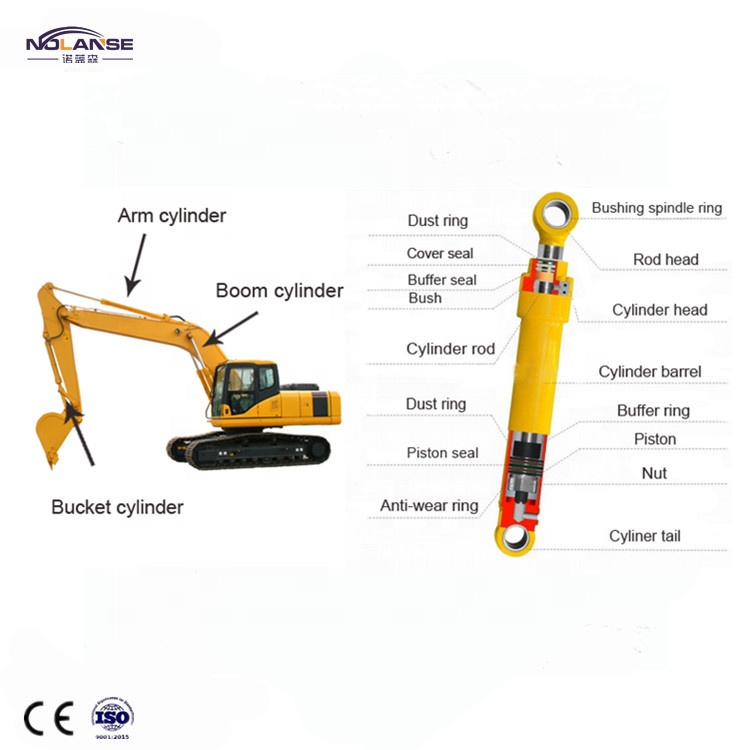 NOLANSE
诺蓝森
Arm cylinder
Boom cylinder
Bucket cylinder
Dust ring
Cover seal
Buffer seal
Bush
Cylinder rod
Dust ring
Piston seal
Anti-wear ring
Bushing spindle ring
Rod head
Cylinder head
Cylinder barrel
Buffer ring
Piston
Nut
Cyliner tail
CE
ISO
9001:2015